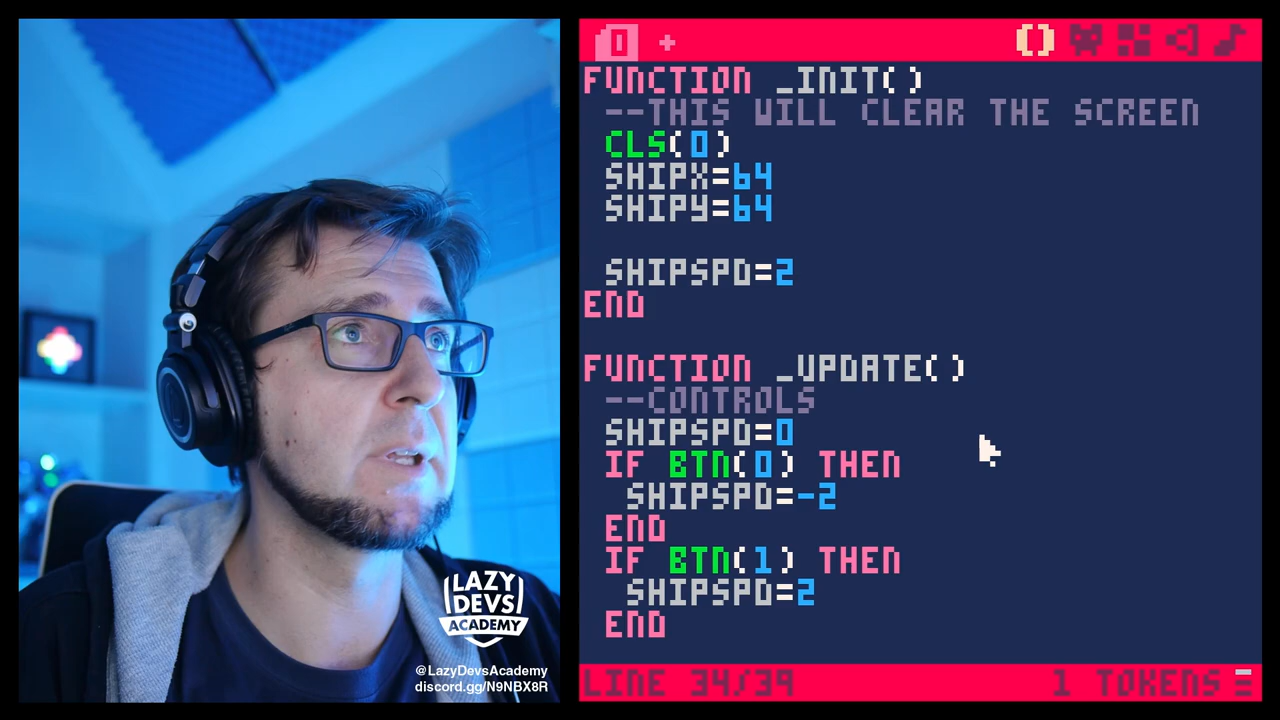 0 +
FUNCTION _INIT()
--THIS WILL CLEAR THE SCREEN
CLS(0)
SHIPX=64
SHIPY=64
SHIPSPD=2
END
FUNCTION _UPDATE()
--CONTROLS
SHIPSPD=0
IF BTN(0) THEN
SHIPSPD=-2
END
IF BTN(1) THEN
SHIPSPD=2
END
LINE 34/39 1 TOKENS
LAZY
DEVS
ACADEMY
@LazyDevsAcademy
discord.gg/N9NBX8R